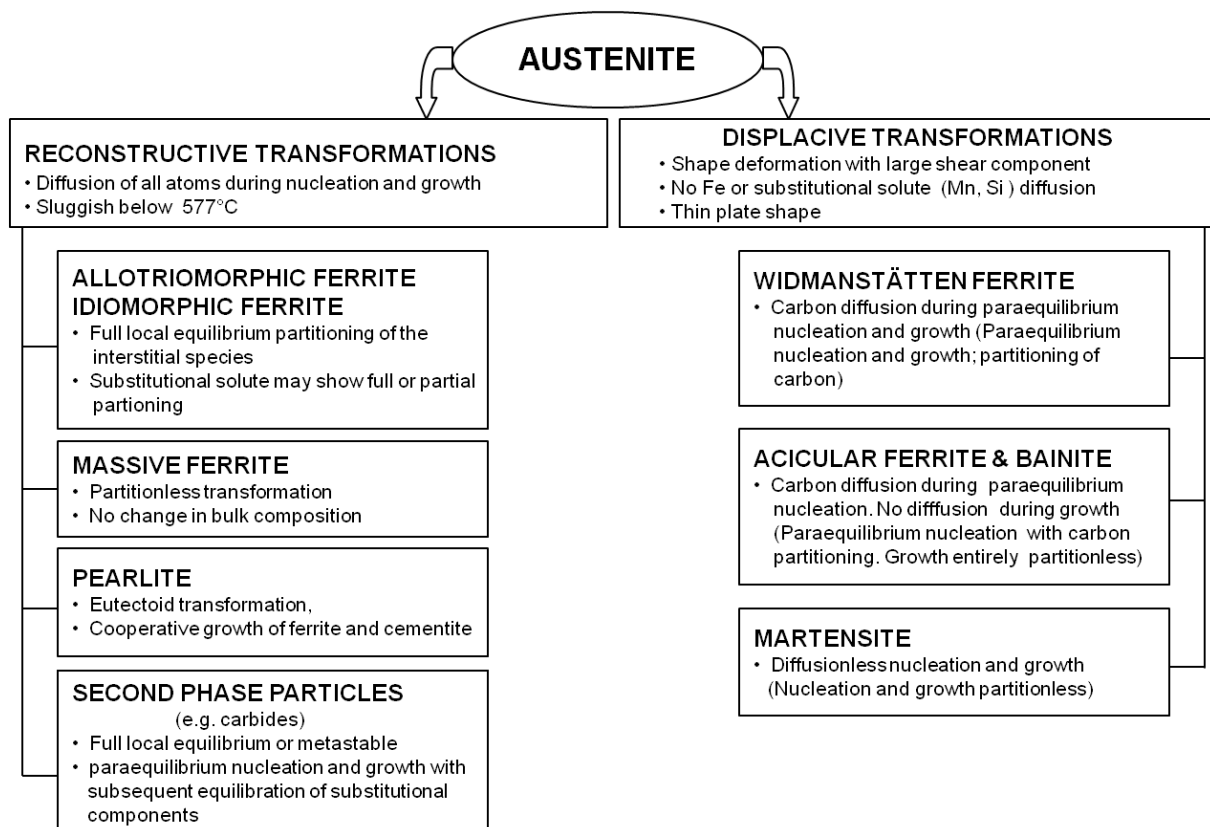 AUSTENITE
RECONSTRUCTIVE TRANSFORMATIONS
• Diffusion of all atoms during nucleation and growth
• Sluggish below 577°C
ALLOTRIOMORPHIC FERRITE
IDIOMORPHIC FERRITE
• Full local equilibrium partitioning of the
interstitial species
• Substitutional solute may show full or partial
partioning
MASSIVE FERRITE
• Partitionless transformation
• No change in bulk composition
PEARLITE
• Eutectoid transformation,
• Cooperative growth of ferrite and cementite
SECOND PHASE PARTICLES
(e.g. carbides)
• Full local equilibrium or metastable
• paraequilibrium nucleation and growth with
subsequent equilibration of substitutional
components
DISPLACIVE TRANSFORMATIONS
• Shape deformation with large shear component
• No Fe or substitutional solute (Mn, Si ) diffusion
• Thin plate shape
WIDMANSTÄTTEN FERRITE
• Carbon diffusion during paraequilibrium
nucleation and growth (Paraequilibrium
nucleation and growth; partitioning of
carbon)
ACICULAR FERRITE & BAINITE
• Carbon diffusion during paraequilibrium
nucleation. No difffusion during growth
(Paraequilibrium nucleation with carbon
partitioning. Growth entirely partitionless)
MARTENSITE
• Diffusionless nucleation and growth
(Nucleation and growth partitionless)